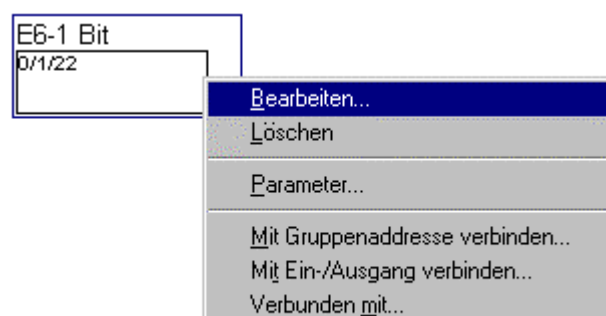 E6-1 Bit
0/1/22
Bearbeiten...
Löschen
Parameter...
Mit Gruppenaddresse verbinden...
Mit Ein-/Ausgang verbinden...
Verbunden mit...